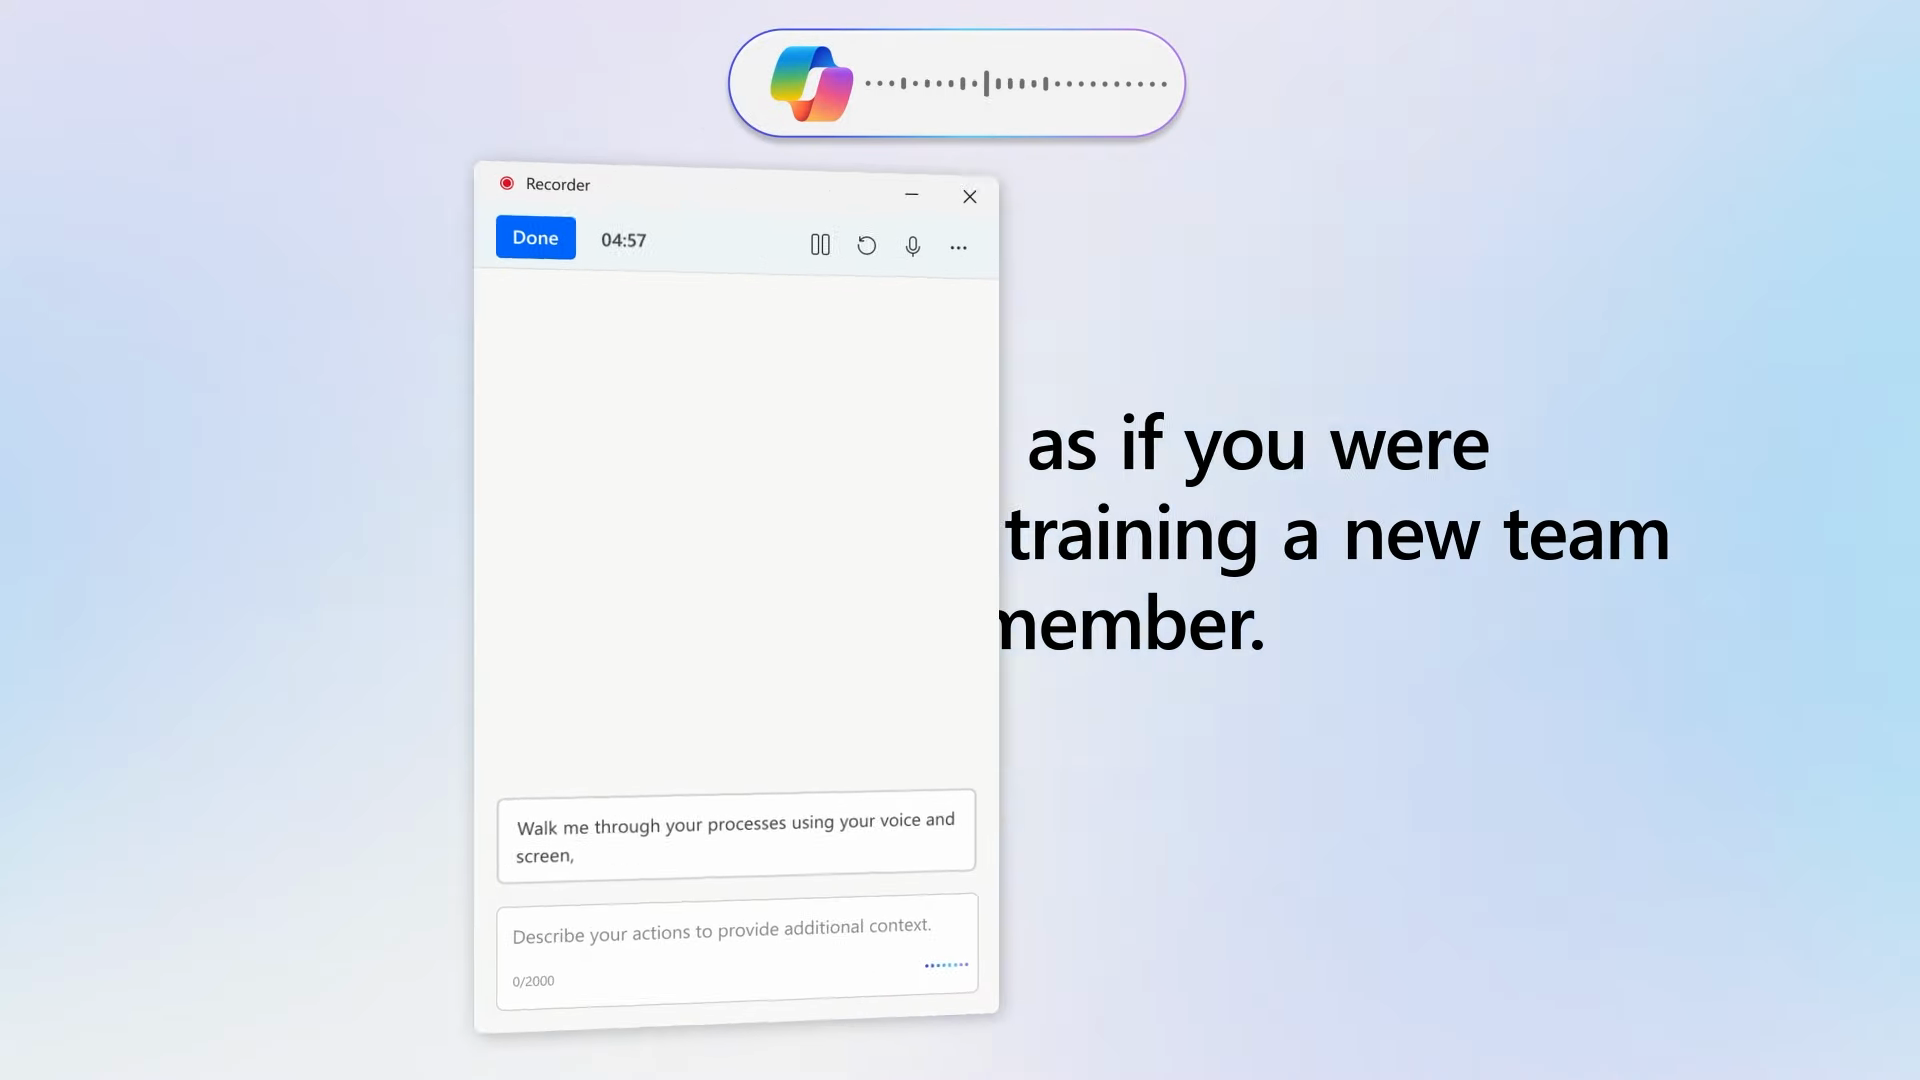 Recorder
Done
04:57
as if you were
training a new team
member.
Walk me through your processes using your voice and
screen,
Describe your actions to provide additional context.
0/2000